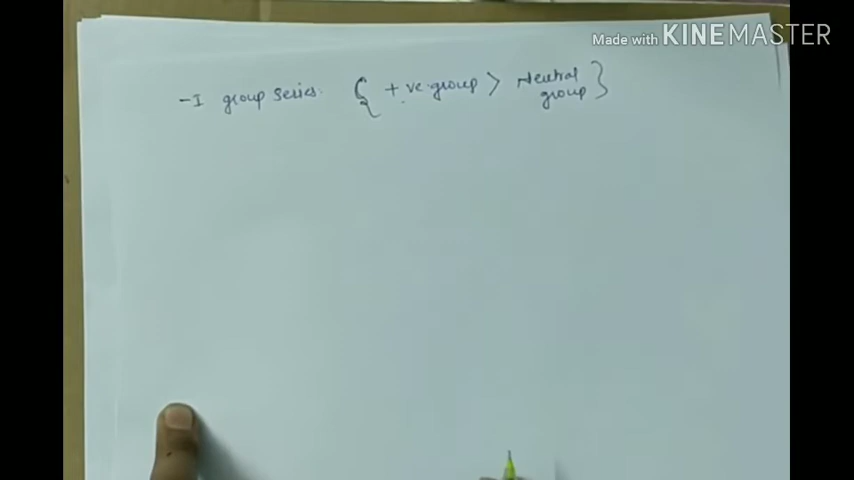 Made with KINEMASTER
-I group series. { +ve group > Neutral group }